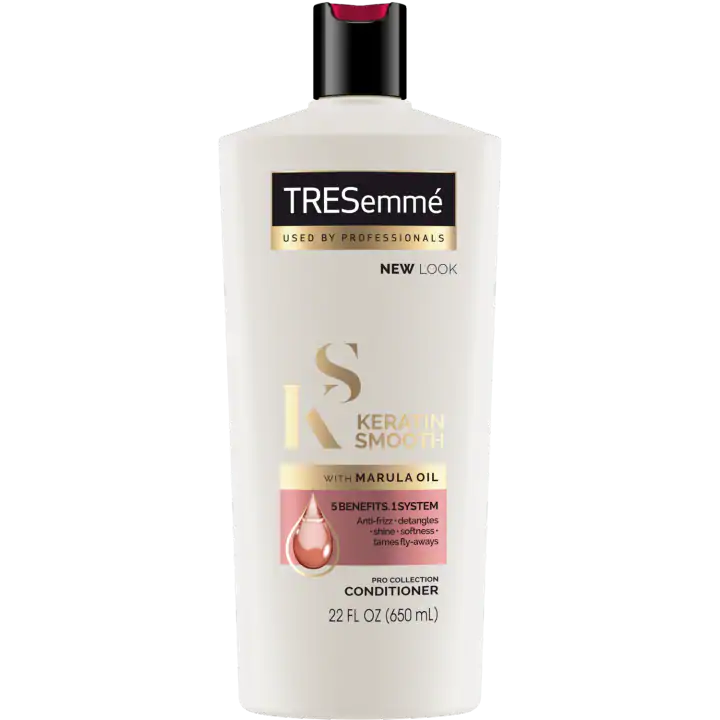 TRESemmé
USED BY PROFESSIONALS
NEW LOOK
KS
KERATIN
SMOOTH
WITH MARULA OIL
5 BENEFITS. 1 SYSTEM
Anti-frizz • detangles
• shine • softness •
tames fly-aways
PRO COLLECTION
CONDITIONER
22 FL OZ (650 mL)